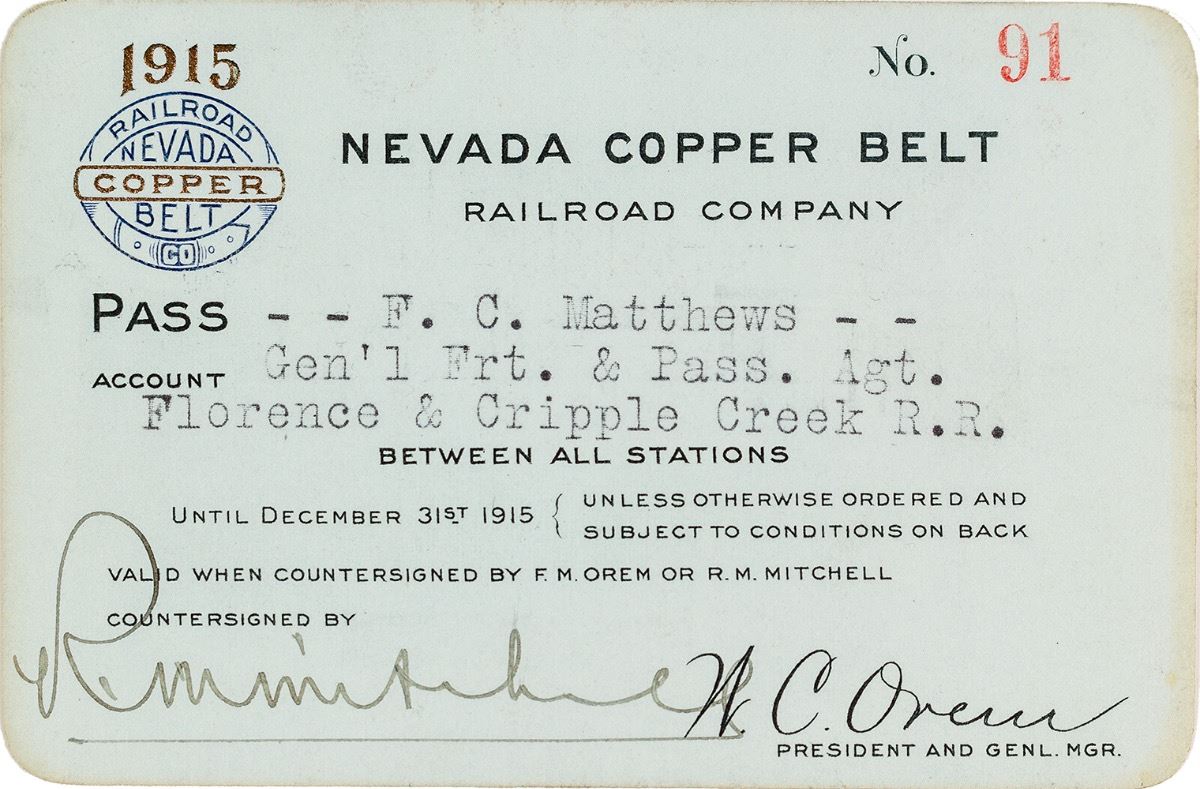 1915
No. 91
RAILROAD
NEVADA
COPPER
BELT
CO
NEVADA COPPER BELT
RAILROAD COMPANY
PASS - - F. C. Matthews - -
ACCOUNT Gen'l Frt. & Pass. Agt.
Florence & Cripple Creek R.R.
BETWEEN ALL STATIONS
UNTIL DECEMBER 31ST 1915 { UNLESS OTHERWISE ORDERED AND
SUBJECT TO CONDITIONS ON BACK
VALID WHEN COUNTERSIGNED BY F. M. OREM OR R. M. MITCHELL
COUNTERSIGNED BY
R M Mitchell
W. C. Orem
PRESIDENT AND GENL. MGR.